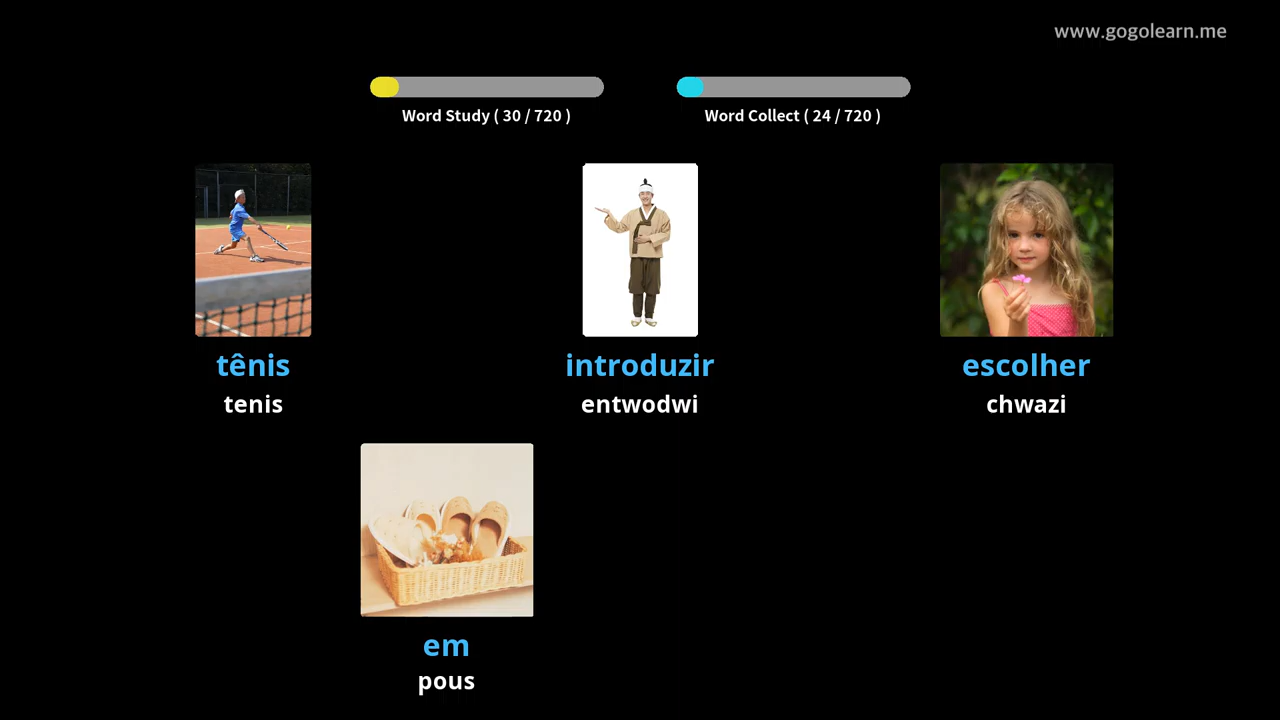 www.gogolearn.me
Word Study ( 30 / 720 )
Word Collect ( 24 / 720 )
tênis
tenis
introduzir
entwodwi
escolher
chwazi
em
pous